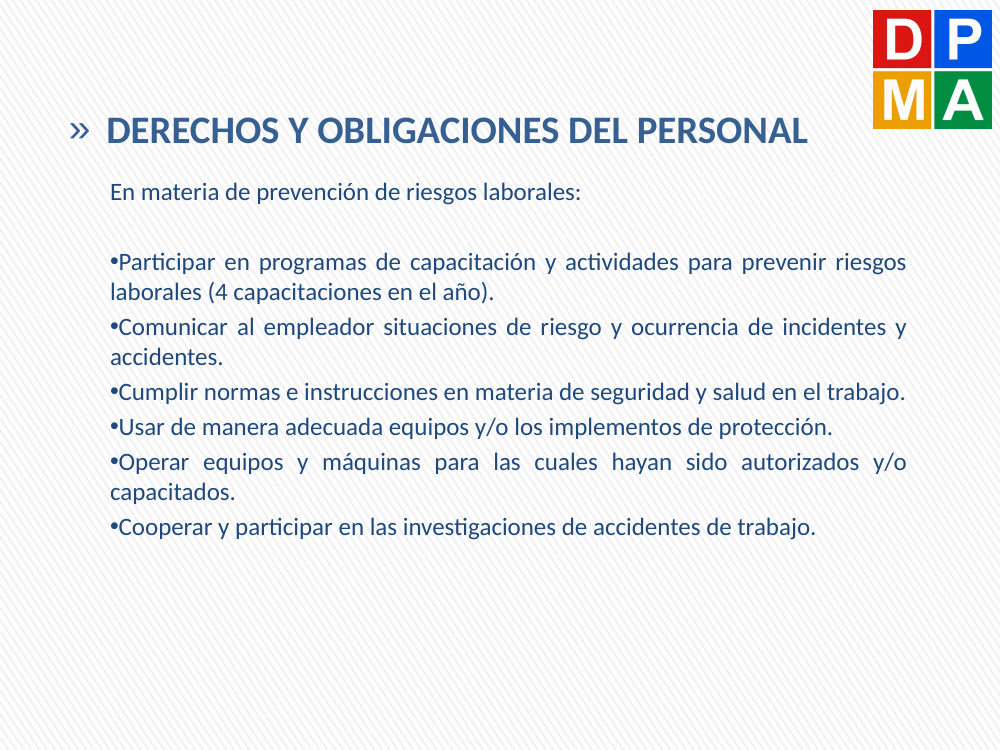 D P
M A
» DERECHOS Y OBLIGACIONES DEL PERSONAL
En materia de prevención de riesgos laborales:
•Participar en programas de capacitación y actividades para prevenir riesgos
laborales (4 capacitaciones en el año).
•Comunicar al empleador situaciones de riesgo y ocurrencia de incidentes y
accidentes.
•Cumplir normas e instrucciones en materia de seguridad y salud en el trabajo.
•Usar de manera adecuada equipos y/o los implementos de protección.
•Operar equipos y máquinas para las cuales hayan sido autorizados y/o
capacitados.
•Cooperar y participar en las investigaciones de accidentes de trabajo.